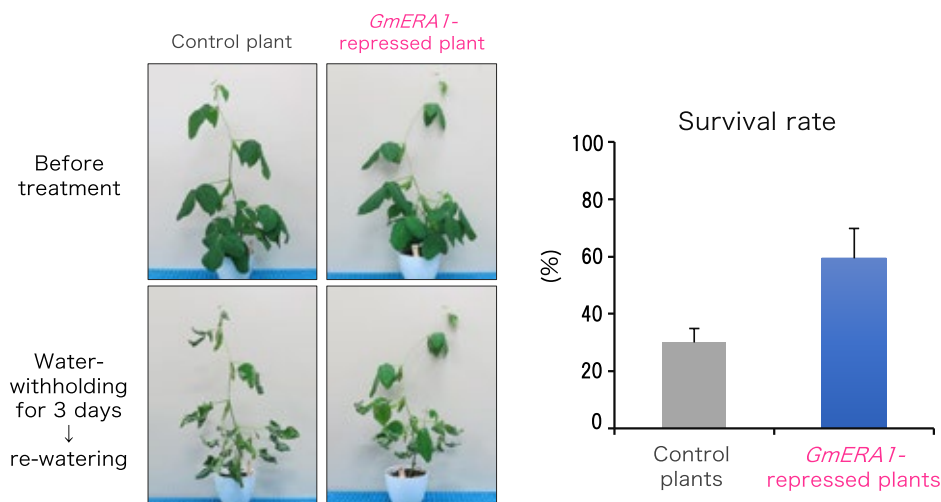 Control plant
GmERA1-
repressed plant
Before
treatment
Water-
withholding
for 3 days
↓
re-watering
Survival rate
(%)
100
80
60
40
20
0
Control
plants
GmERA1-
repressed plants